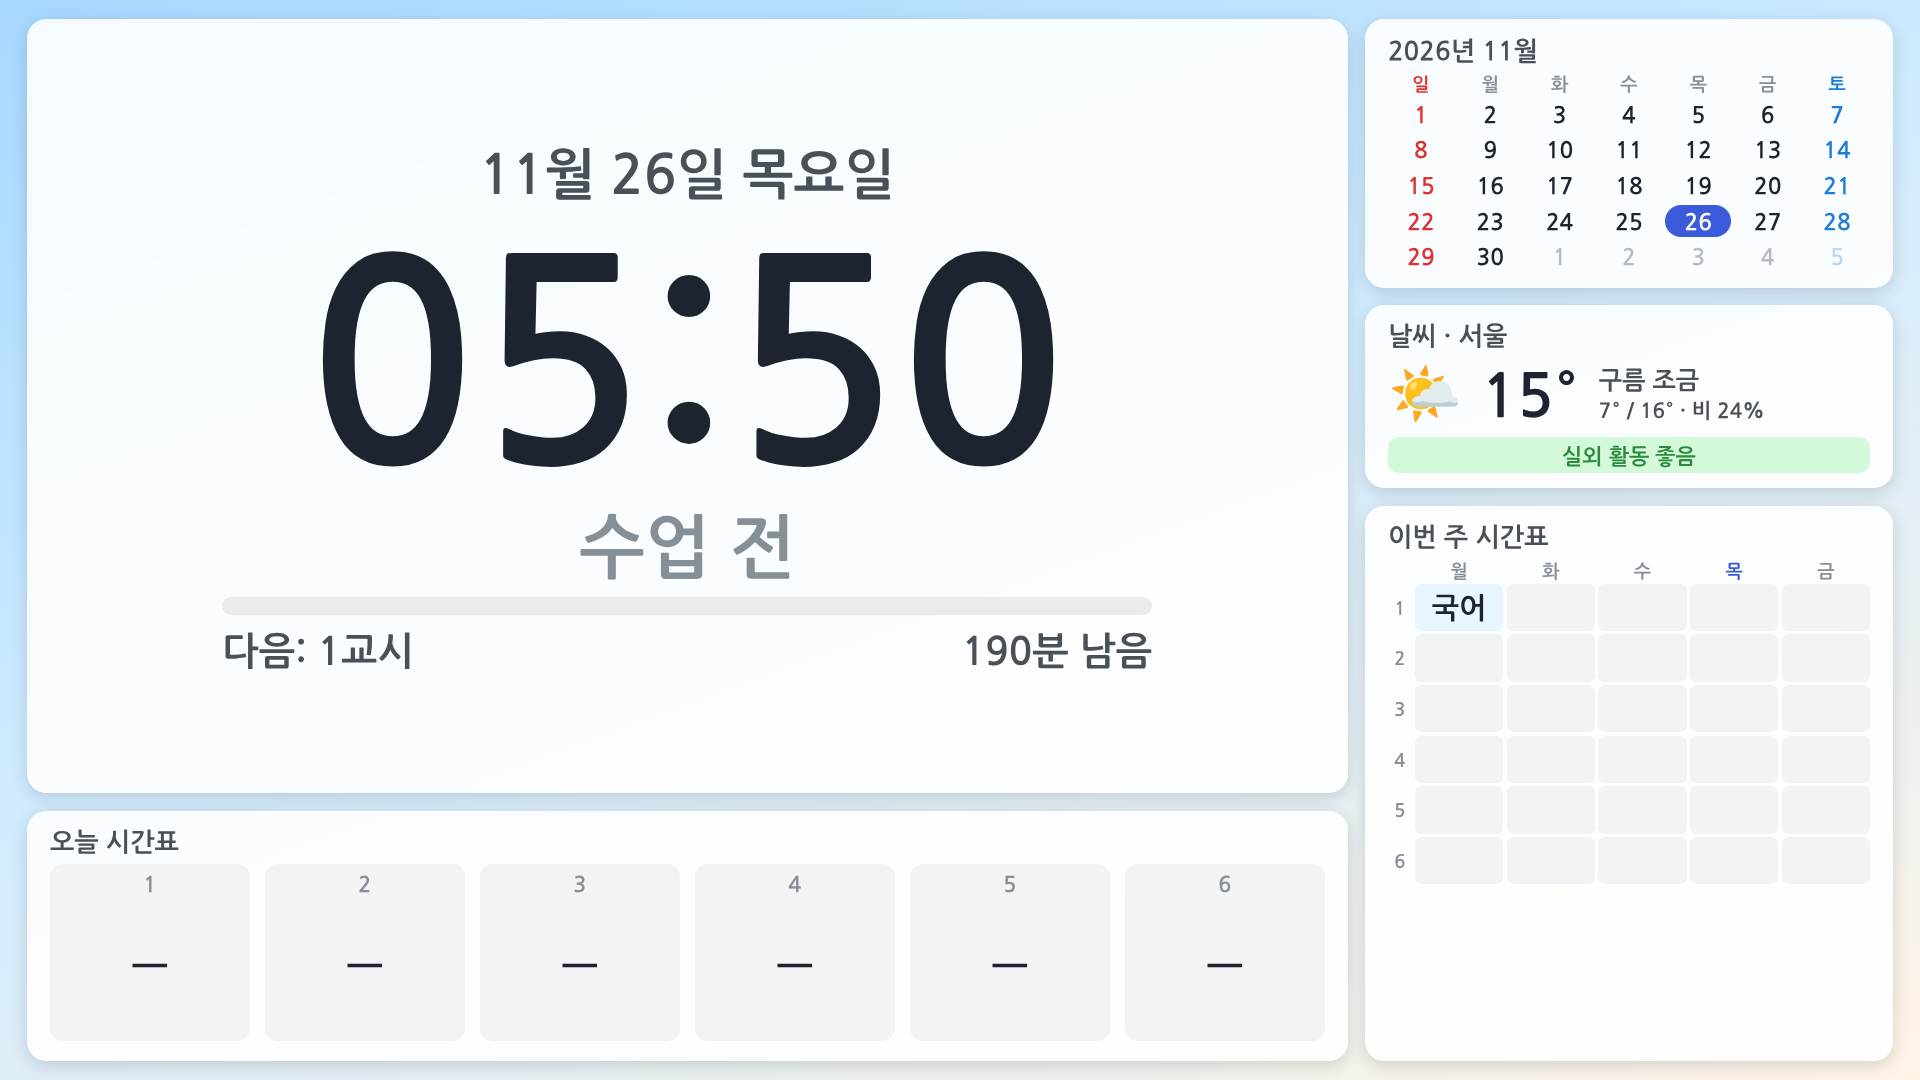 11월 26일 목요일
05:50
수업 전
다음: 1교시 190분 남음
오늘 시간표
1 2 3 4 5 6
— — — — — —
2026년 11월
일 월 화 수 목 금 토
1 2 3 4 5 6 7
8 9 10 11 12 13 14
15 16 17 18 19 20 21
22 23 24 25 26 27 28
29 30 1 2 3 4 5
날씨 · 서울
15°
구름 조금
7° / 16° · 비 24%
실외 활동 좋음
이번 주 시간표
월 화 수 목 금
1 국어
2
3
4
5
6